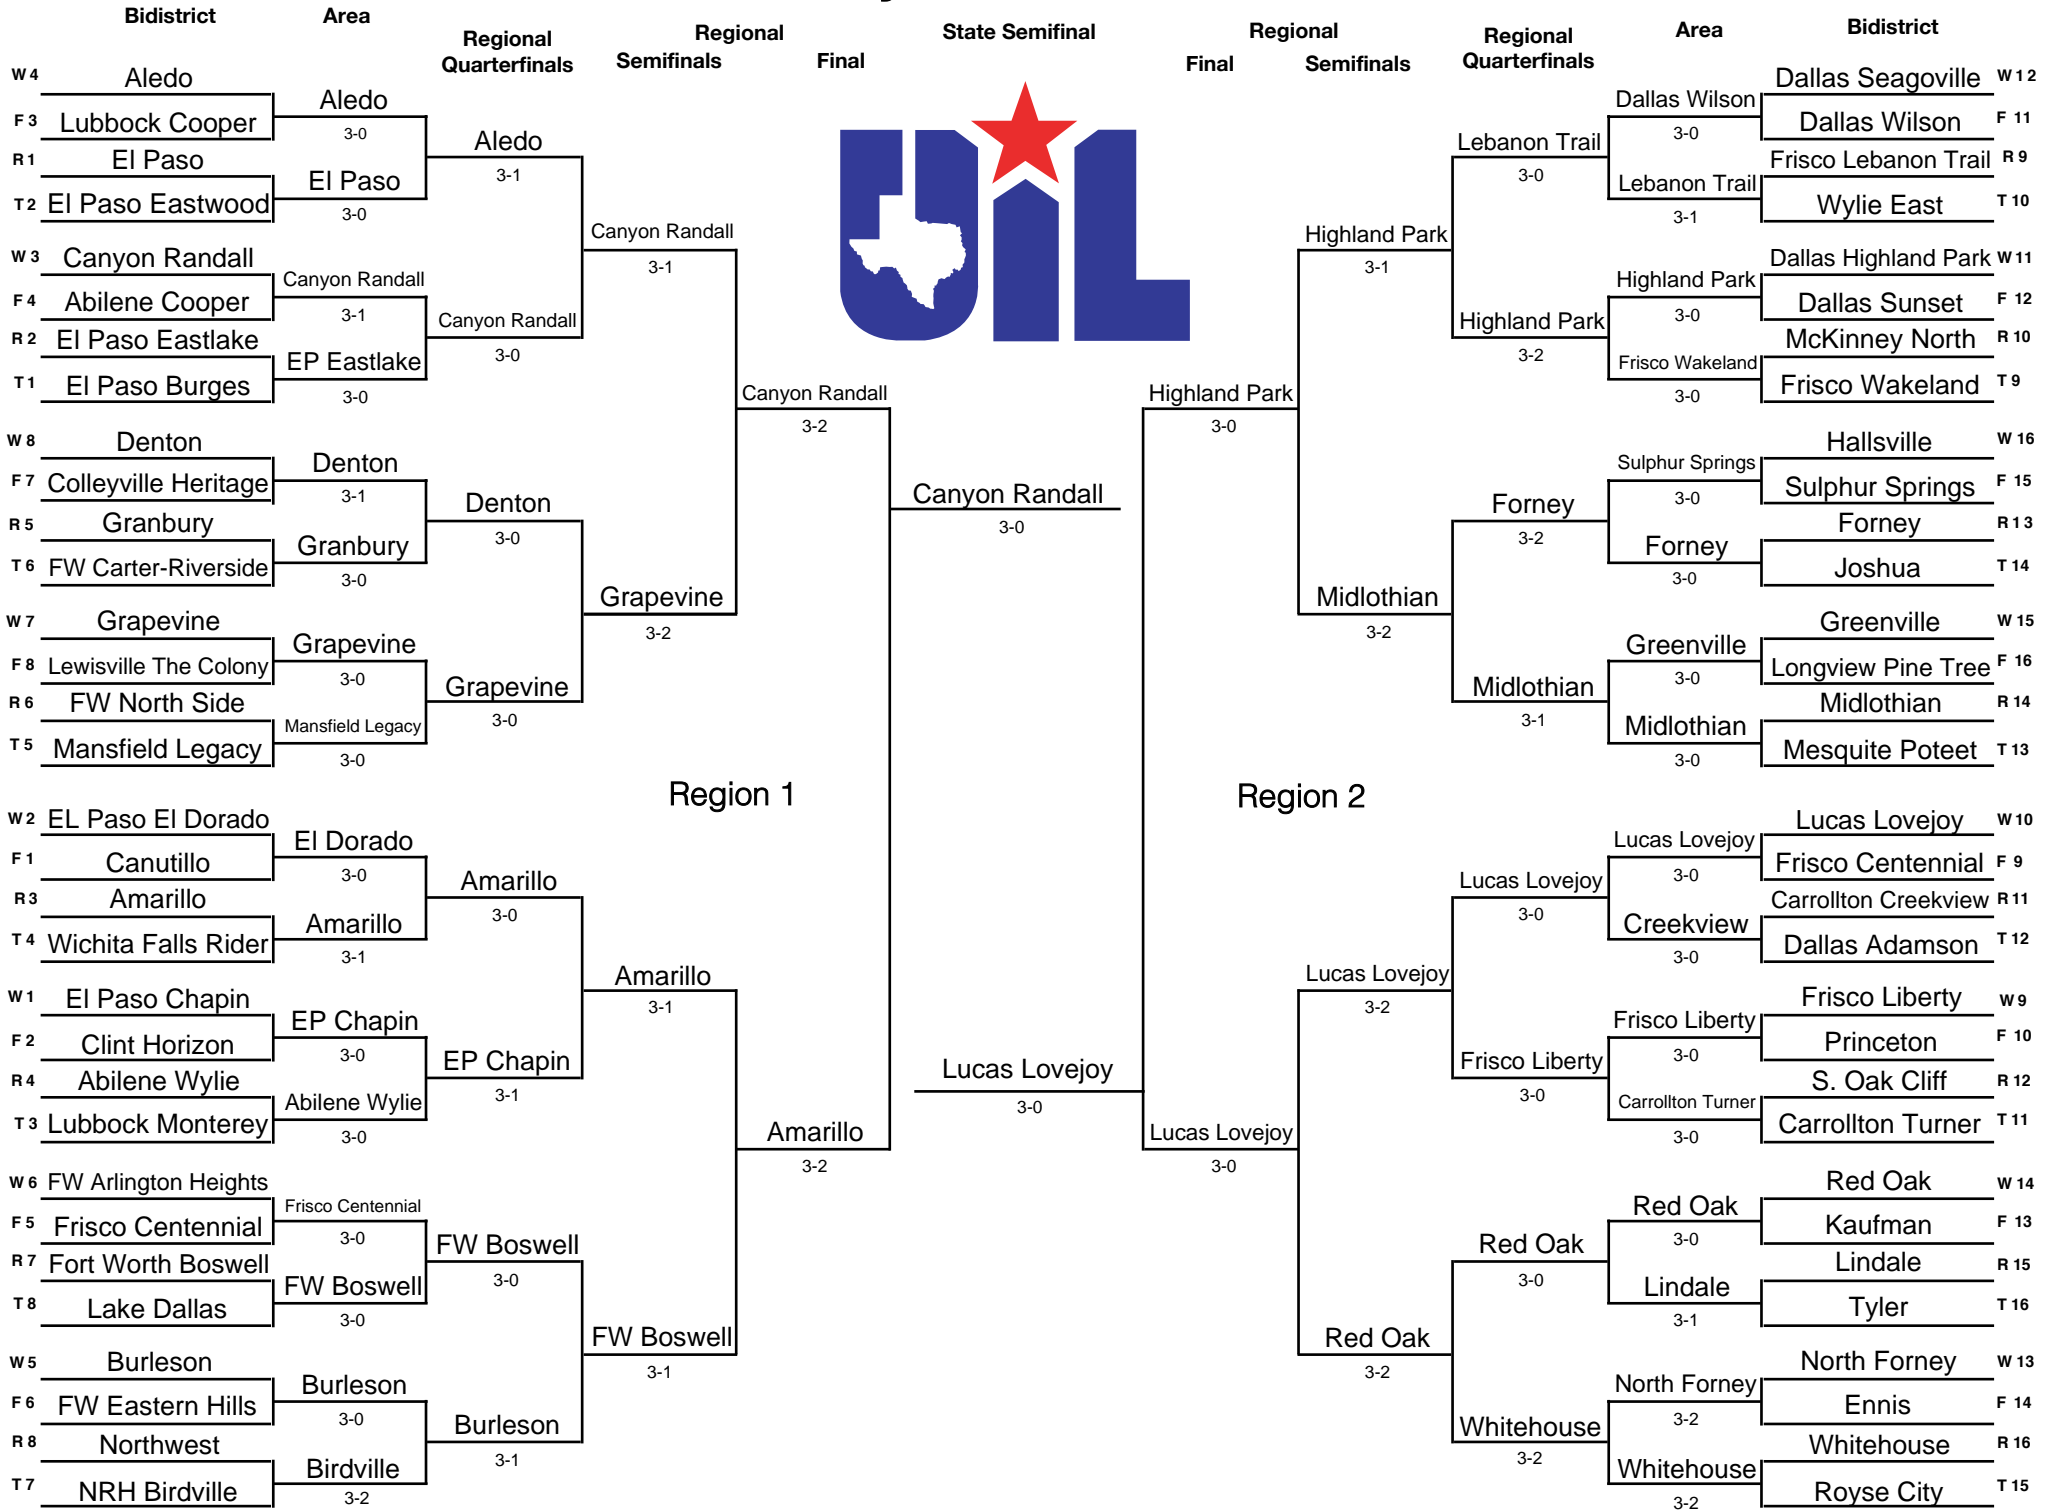 Bidistrict
Area
Regional
Quarterfinals
Regional
Semifinals
Final
State Semifinal
Regional
Final
Semifinals
Regional
Quarterfinals
Area
Bidistrict
UIL
W 4 Aledo
F 3 Lubbock Cooper
R 1 El Paso
T 2 El Paso Eastwood
W 3 Canyon Randall
F 4 Abilene Cooper
R 2 El Paso Eastlake
T 1 El Paso Burges
W 8 Denton
F 7 Colleyville Heritage
R 5 Granbury
T 6 FW Carter-Riverside
W 7 Grapevine
F 8 Lewisville The Colony
R 6 FW North Side
T 5 Mansfield Legacy
W 2 EL Paso El Dorado
F 1 Canutillo
R 3 Amarillo
T 4 Wichita Falls Rider
W 1 El Paso Chapin
F 2 Clint Horizon
R 4 Abilene Wylie
T 3 Lubbock Monterey
W 6 FW Arlington Heights
F 5 Frisco Centennial
R 7 Fort Worth Boswell
T 8 Lake Dallas
W 5 Burleson
F 6 FW Eastern Hills
R 8 Northwest
T 7 NRH Birdville
Aledo
3-0
El Paso
3-0
Canyon Randall
3-1
EP Eastlake
3-0
Denton
3-1
Granbury
3-0
Grapevine
3-0
Mansfield Legacy
3-0
El Dorado
3-0
Amarillo
3-1
EP Chapin
3-0
Abilene Wylie
3-0
Frisco Centennial
3-0
FW Boswell
3-0
Burleson
3-0
Birdville
3-2
Aledo
3-1
Canyon Randall
3-0
Denton
3-0
Grapevine
3-0
Amarillo
3-0
EP Chapin
3-1
FW Boswell
3-0
Burleson
3-1
Canyon Randall
3-1
Grapevine
3-2
Region 1
Amarillo
3-1
FW Boswell
3-1
Canyon Randall
3-2
Amarillo
3-2
Canyon Randall
3-0
Lucas Lovejoy
3-0
Highland Park
3-0
Lucas Lovejoy
3-0
Highland Park
3-1
Midlothian
3-2
Region 2
Lucas Lovejoy
3-2
Red Oak
3-2
Lebanon Trail
3-0
Highland Park
3-2
Forney
3-2
Midlothian
3-1
Lucas Lovejoy
3-0
Frisco Liberty
3-0
Red Oak
3-0
Whitehouse
3-2
Dallas Wilson
3-0
Lebanon Trail
3-1
Highland Park
3-0
Frisco Wakeland
3-0
Sulphur Springs
3-0
Forney
3-0
Greenville
3-0
Midlothian
3-0
Lucas Lovejoy
3-0
Creekview
3-0
Frisco Liberty
3-0
Carrollton Turner
3-0
Red Oak
3-0
Lindale
3-1
North Forney
3-2
Whitehouse
3-2
Dallas Seagoville W 12
Dallas Wilson F 11
Frisco Lebanon Trail R 9
Wylie East T 10
Dallas Highland Park W 11
Dallas Sunset F 12
McKinney North R 10
Frisco Wakeland T 9
Hallsville W 16
Sulphur Springs F 15
Forney R 13
Joshua T 14
Greenville W 15
Longview Pine Tree F 16
Midlothian R 14
Mesquite Poteet T 13
Lucas Lovejoy W 10
Frisco Centennial F 9
Carrollton Creekview R 11
Dallas Adamson T 12
Frisco Liberty W 9
Princeton F 10
S. Oak Cliff R 12
Carrollton Turner T 11
Red Oak W 14
Kaufman F 13
Lindale R 15
Tyler T 16
North Forney W 13
Ennis F 14
Whitehouse R 16
Royse City T 15